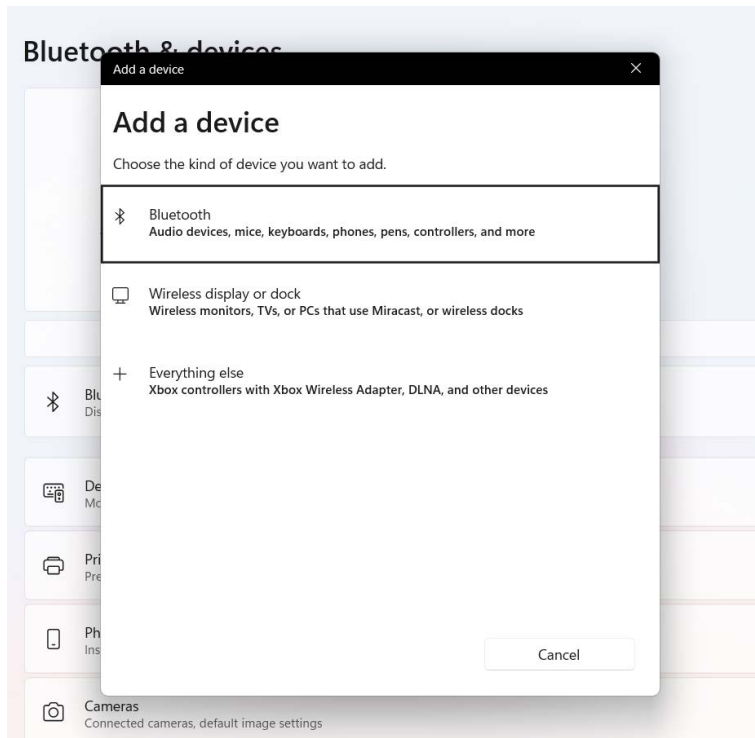 Bluetooth & devices
Add a device
Add a device
Choose the kind of device you want to add.
Bluetooth
Audio devices, mice, keyboards, phones, pens, controllers, and more
Wireless display or dock
Wireless monitors, TVs, or PCs that use Miracast, or wireless docks
Everything else
Xbox controllers with Xbox Wireless Adapter, DLNA, and other devices
Blu
Dis
De
Mo
Pri
Pre
Ph
Ins
Cancel
Cameras
Connected cameras, default image settings